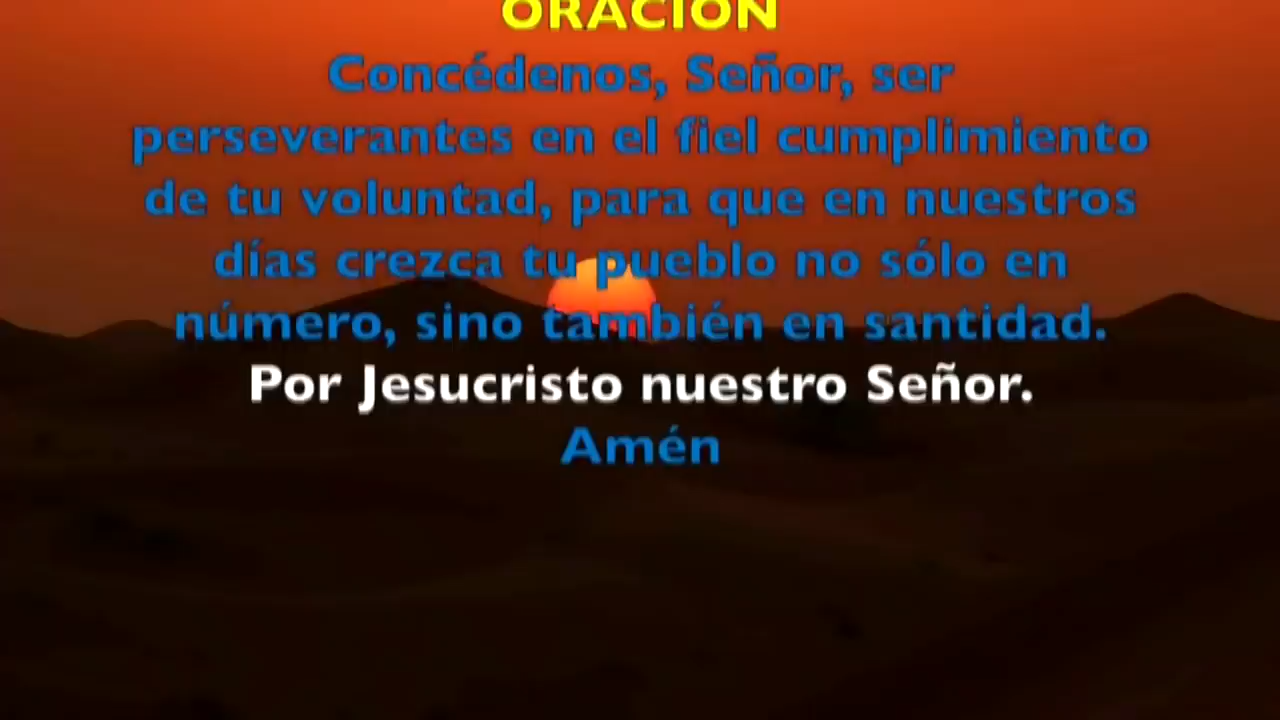 ORACIÓN
Concédenos, Señor, ser
perseverantes en el fiel cumplimiento
de tu voluntad, para que en nuestros
días crezca tu pueblo no sólo en
número, sino también en santidad.
Por Jesucristo nuestro Señor.
Amén